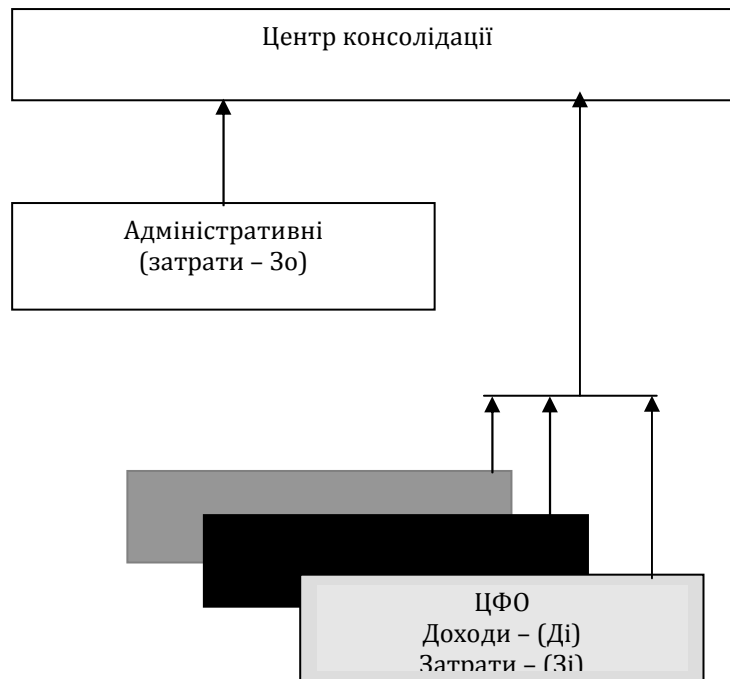 Центр консолідації
Адміністративні
(затрати – Зо)
ЦФО
Доходи – (Ді)
Затрати – (Зі)